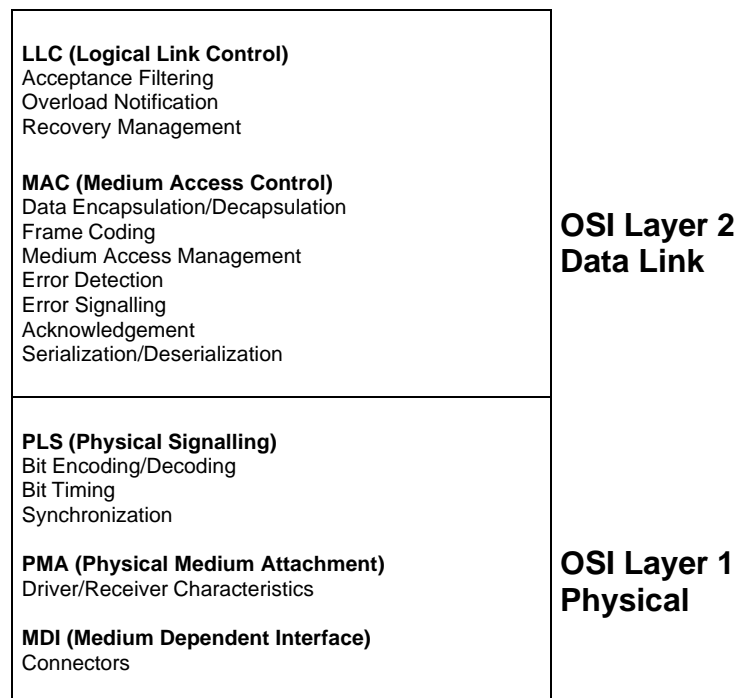 LLC (Logical Link Control)
Acceptance Filtering
Overload Notification
Recovery Management
MAC (Medium Access Control)
Data Encapsulation/Decapsulation
Frame Coding
Medium Access Management
Error Detection
Error Signalling
Acknowledgement
Serialization/Deserialization
OSI Layer 2
Data Link
PLS (Physical Signalling)
Bit Encoding/Decoding
Bit Timing
Synchronization
PMA (Physical Medium Attachment)
Driver/Receiver Characteristics
MDI (Medium Dependent Interface)
Connectors
OSI Layer 1
Physical